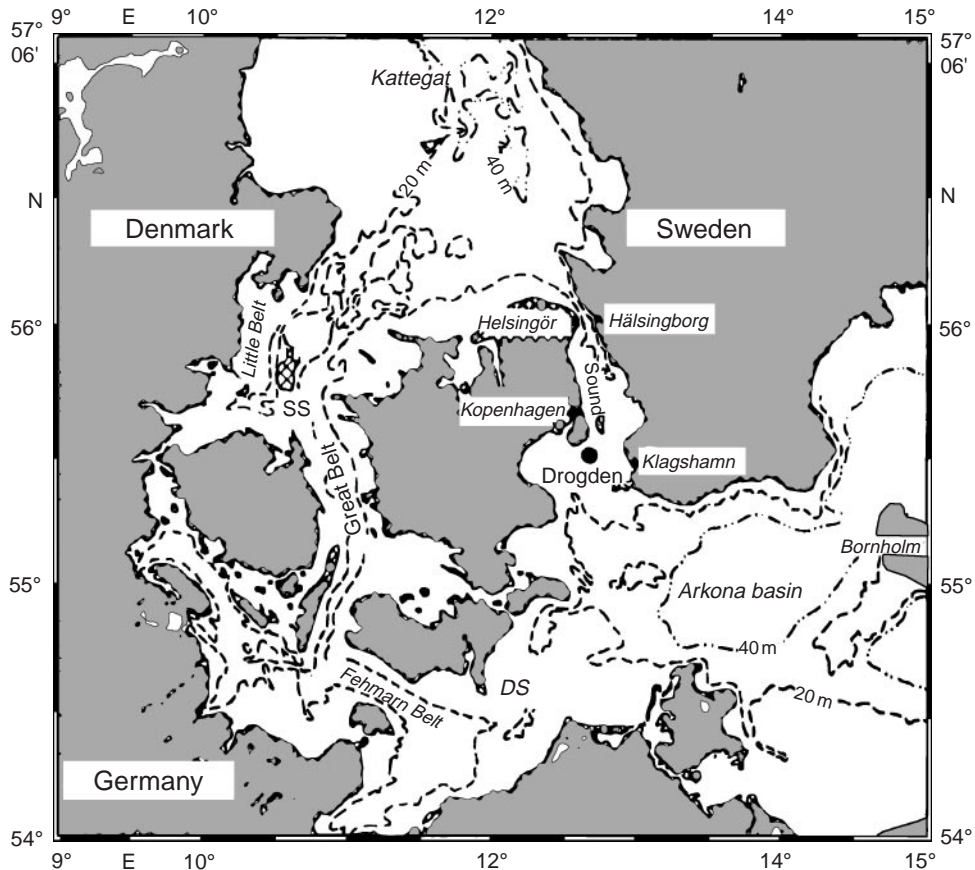 9° E 10° 12° 14° 15°
57° 06'
57° 06'
Kattegat
20 m
40 m
N
N
Denmark
Sweden
Little Belt
56°
Helsingör
Hälsingborg
56°
Sound
SS
Kopenhagen
Great Belt
Klagshamn
Drogden
Bornholm
55°
Arkona basin
55°
40 m
Fehmarn Belt
DS
20 m
Germany
54°
54°
9° E 10° 12° 14° 15°